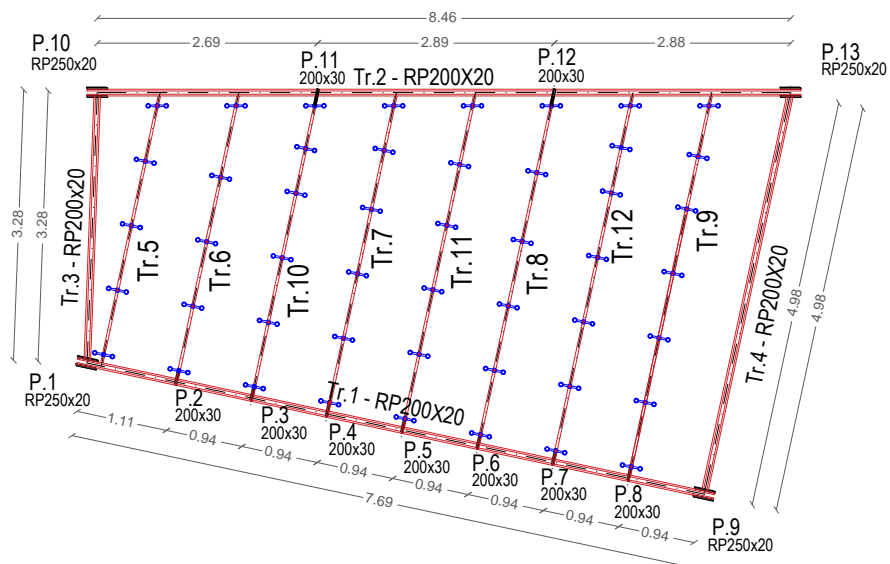 8.46
2.69
2.89
2.88
P.10
RP250x20
P.11
200x30
Tr.2 - RP200X20
P.12
200x30
P.13
RP250x20
3.28
3.28
Tr.3 - RP200x20
Tr.5
Tr.6
Tr.10
Tr.7
Tr.11
Tr.8
Tr.12
Tr.9
Tr.4 - RP200X20
4.98
4.98
P.1
RP250x20
Tr.1 - RP200X20
P.2
200x30
P.3
200x30
P.4
200x30
P.5
200x30
P.6
200x30
P.7
200x30
P.8
200x30
P.9
RP250x20
1.11
0.94
0.94
0.94
0.94
0.94
0.94
0.94
7.69